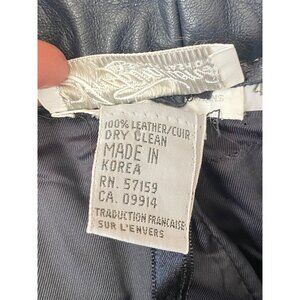 100% LEATHER/CUIR
DRY CLEAN
MADE IN
KOREA
RN. 57159
CA. 09914
TRADUCTION FRANCAISE
SUR L'ENVERS